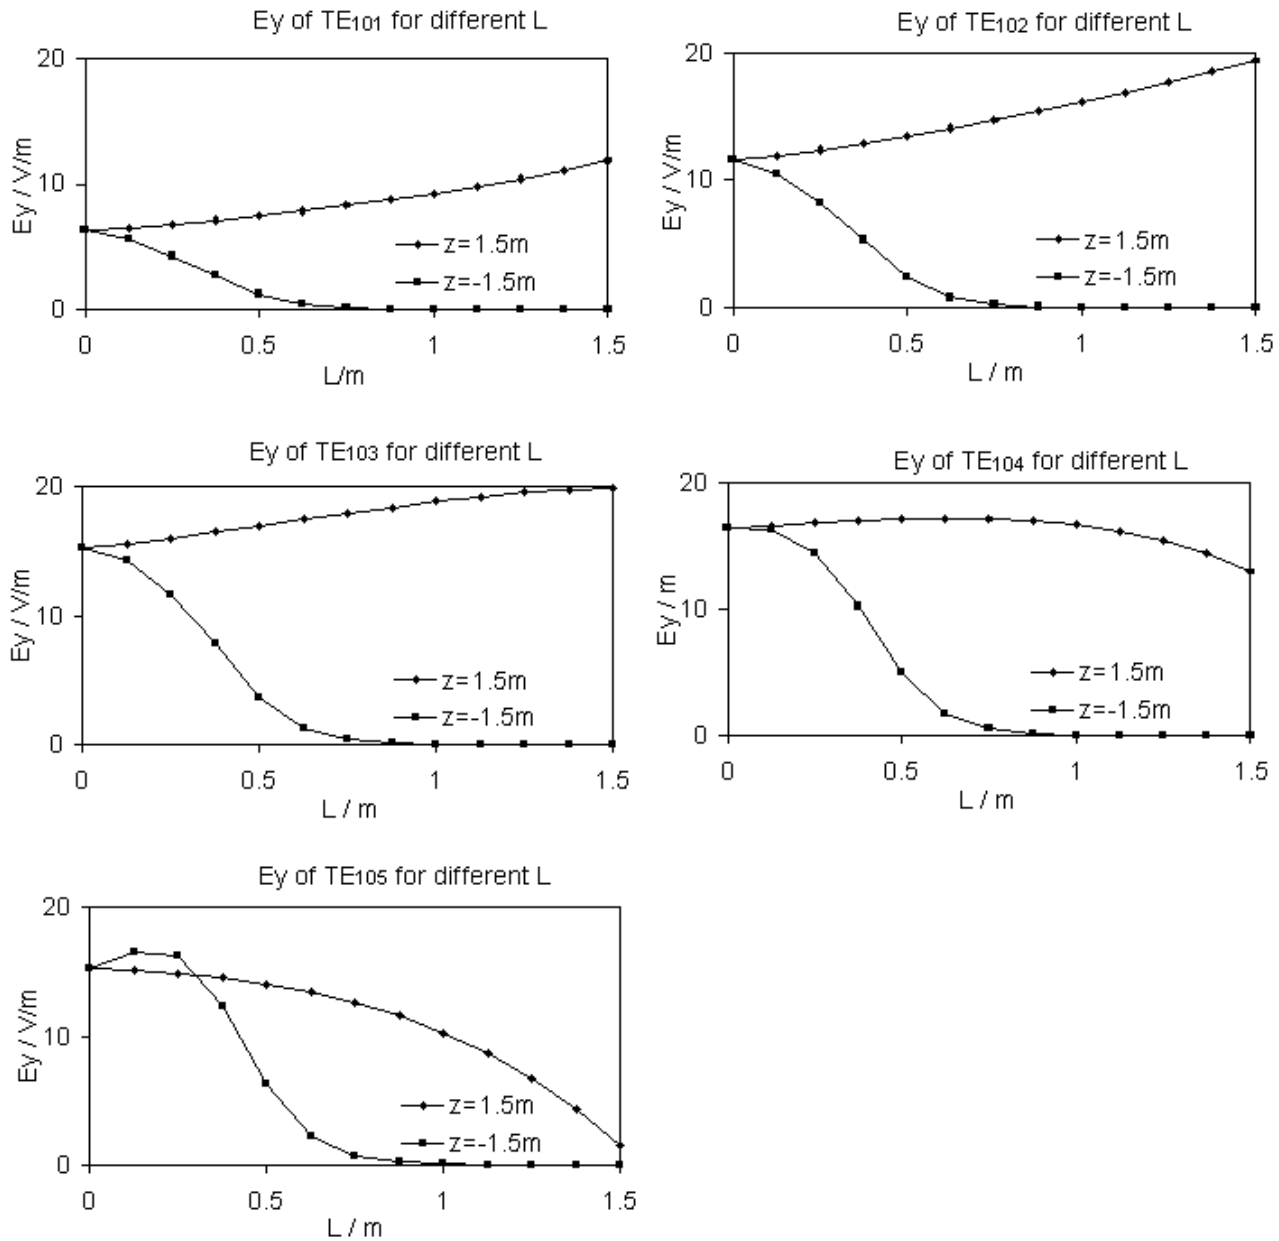 Ey of TE101 for different L
20
10
0
Ey / V/m
z=1.5m
z=-1.5m
0 0.5 1 1.5
L/m
Ey of TE102 for different L
20
10
0
Ey / V/m
z=1.5m
z=-1.5m
0 0.5 1 1.5
L / m
Ey of TE103 for different L
20
10
0
Ey / V/m
z=1.5m
z=-1.5m
0 0.5 1 1.5
L / m
Ey of TE104 for different L
20
10
0
Ey / m
z=1.5m
z=-1.5m
0 0.5 1 1.5
L / m
Ey of TE105 for different L
20
10
0
Ey / V/m
z=1.5m
z=-1.5m
0 0.5 1 1.5
L / m